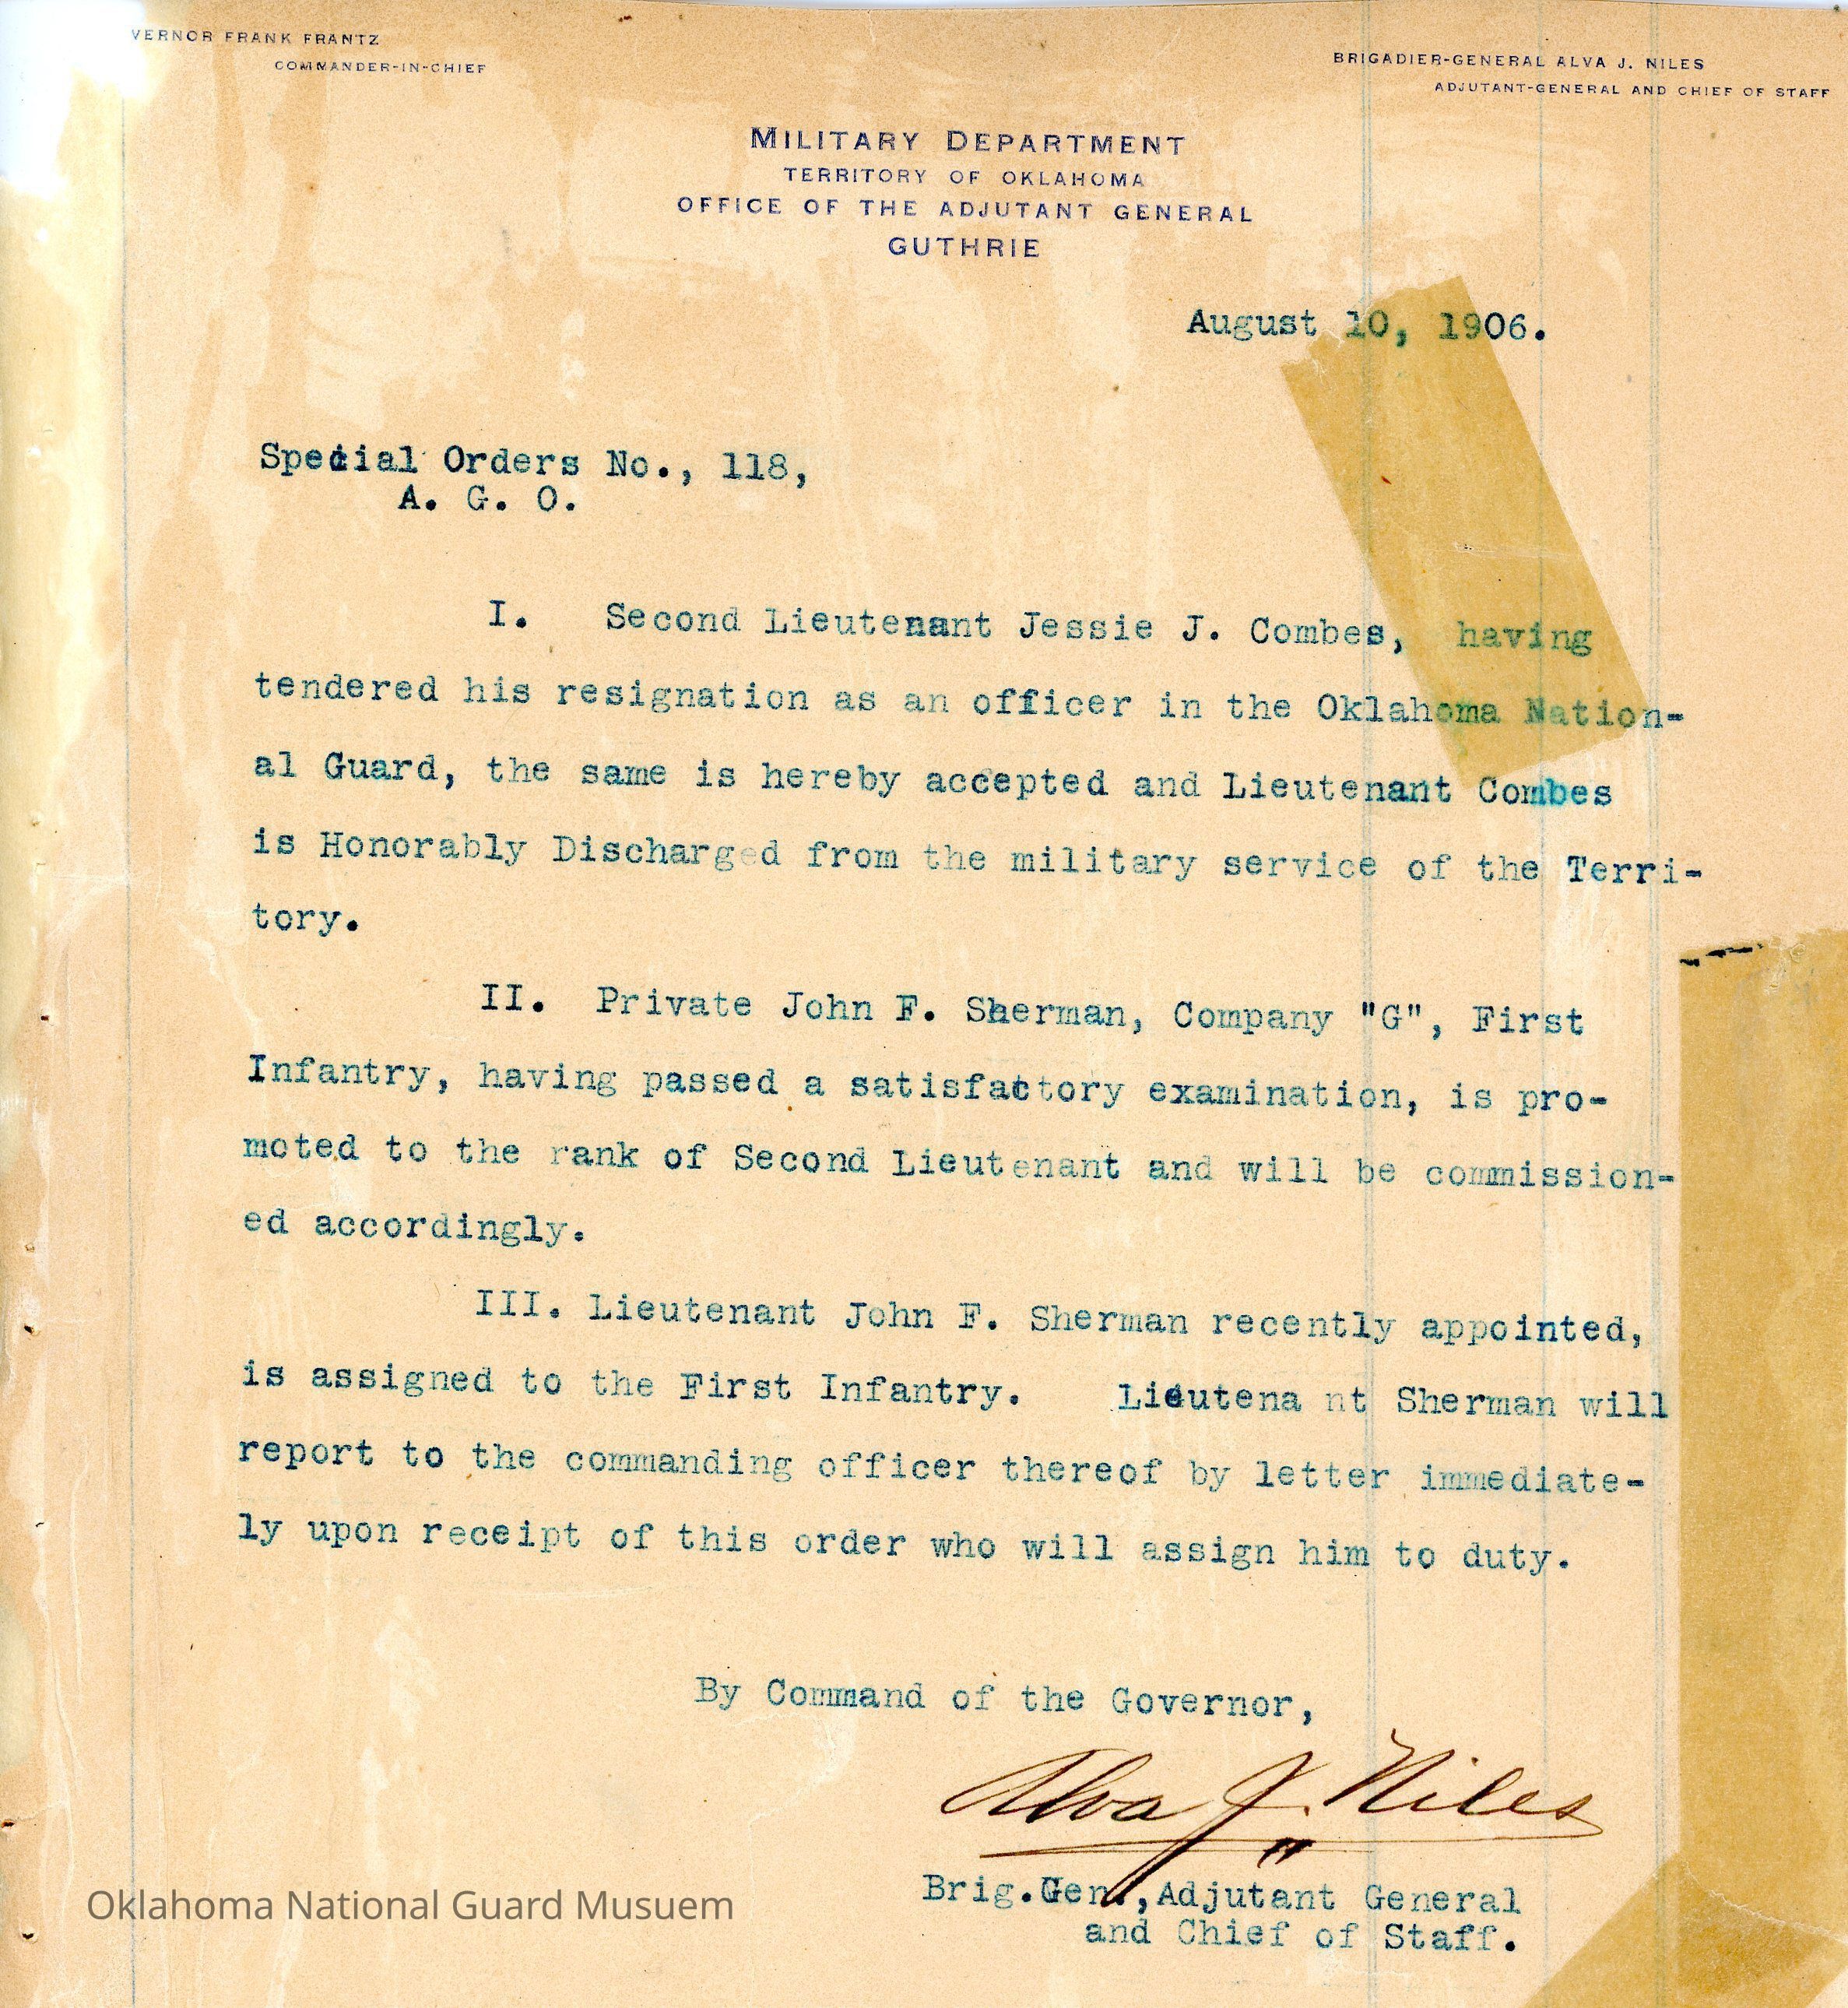 VERNOR FRANK FRANTZ
COMMANDER-IN-CHIEF
BRIGADIER-GENERAL ALVA J. NILES
ADJUTANT-GENERAL AND CHIEF OF STAFF
MILITARY DEPARTMENT
TERRITORY OF OKLAHOMA
OFFICE OF THE ADJUTANT GENERAL
GUTHRIE
August 10, 1906.
Special Orders No., 118,
A. G. O.
I. Second Lieutenant Jessie J. Combes, having
tendered his resignation as an officer in the Oklahoma Nation-
al Guard, the same is hereby accepted and Lieutenant Combes
is Honorably Discharged from the military service of the Terri-
tory.
II. Private John F. Sherman, Company "G", First
Infantry, having passed a satisfactory examination, is pro-
moted to the rank of Second Lieutenant and will be commission-
ed accordingly.
III. Lieutenant John F. Sherman recently appointed,
is assigned to the First Infantry. Lieutena nt Sherman will
report to the commanding officer thereof by letter immediate-
ly upon receipt of this order who will assign him to duty.
By Command of the Governor,
Alva J. Niles
Brig.Gen.,Adjutant General
and Chief of Staff.
Oklahoma National Guard Musuem